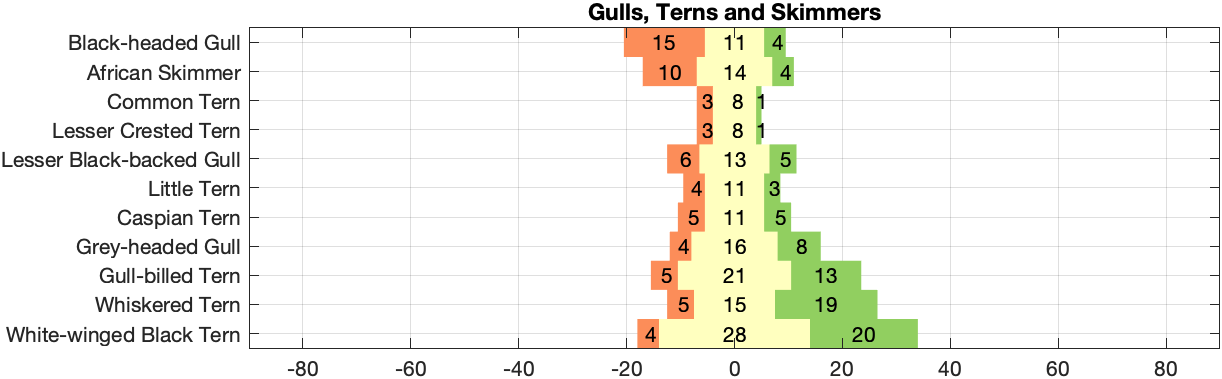 Gulls, Terns and Skimmers
Black-headed Gull 15 11 4
African Skimmer 10 14 4
Common Tern 3 8 1
Lesser Crested Tern 3 8 1
Lesser Black-backed Gull 6 13 5
Little Tern 4 11 3
Caspian Tern 5 11 5
Grey-headed Gull 4 16 8
Gull-billed Tern 5 21 13
Whiskered Tern 5 15 19
White-winged Black Tern 4 28 20
-80 -60 -40 -20 0 20 40 60 80